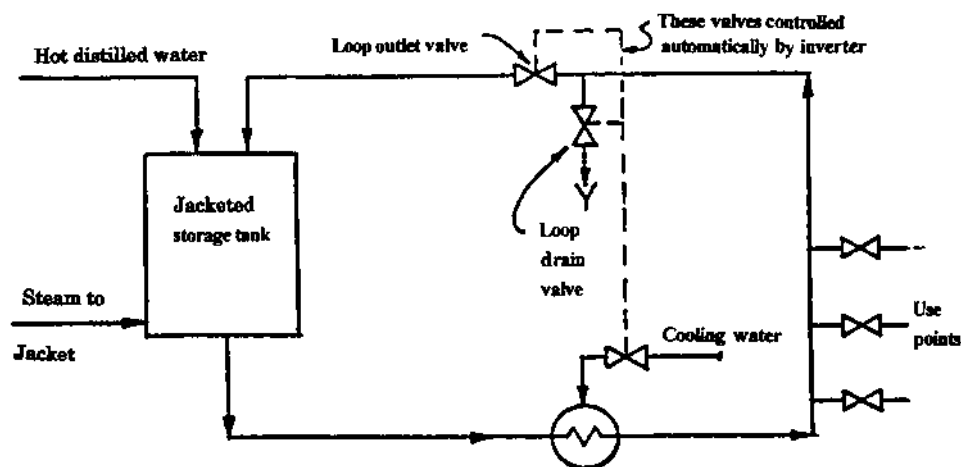 These valves controlled
automatically by inverter
Loop outlet valve
Hot distilled water
Jacketed
storage tank
Loop
drain
valve
Steam to
Jacket
Use
points
Cooling water